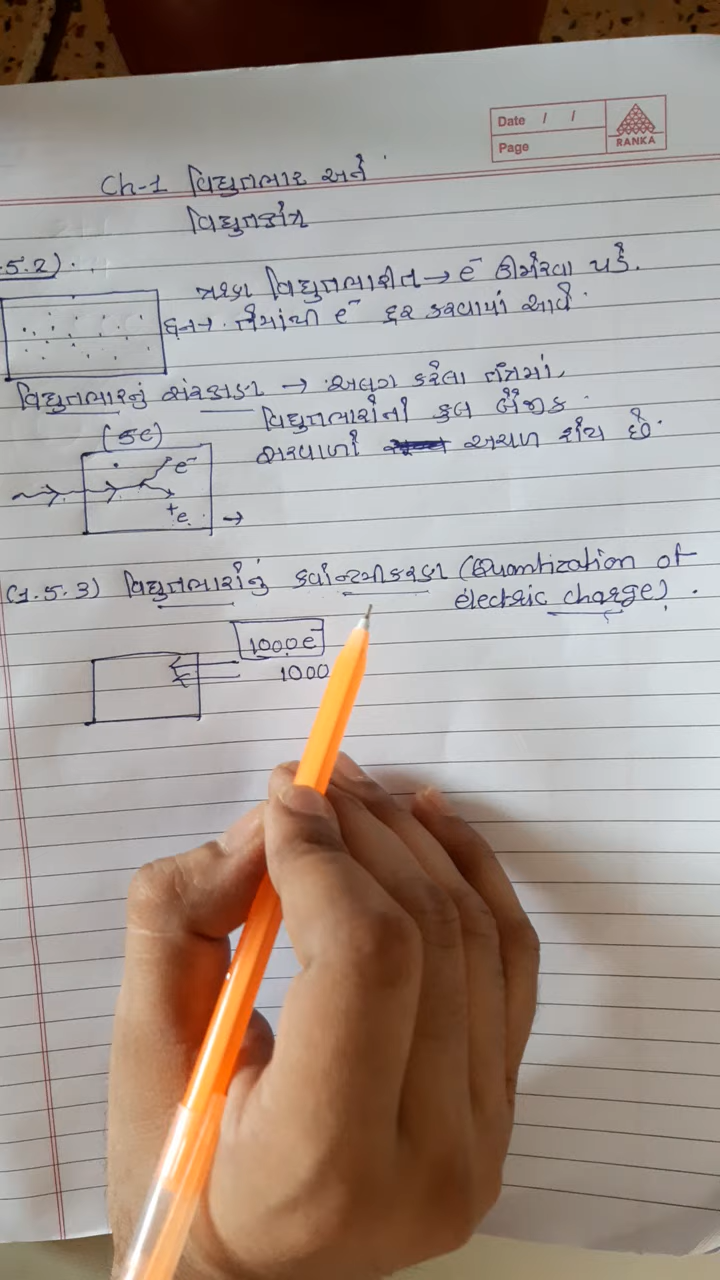 Date / /
Page
RANKA
Ch-1 વિદ્યુતભાર અને
વિદ્યુતક્ષેત્ર
.5.2)
ઋણ વિદ્યુતભારીત → e⁻ ઉમેરવા પડે.
ઘન → તેમાંથી e⁻ દૂર કરવામાં આવે.
વિદ્યુતભારનું સંરક્ષણ → અલગ કરેલા તંત્રમાં,
વિદ્યુતભારોની કુલ બૈજીક
(5e)
સરવાળો અચળ રહેય છે.
e⁻
+e →
(1.5.3) વિદ્યુતભારોનું ક્વોન્ટમીકરણ (Quantization of
electric charge).
1000e⁻
1000